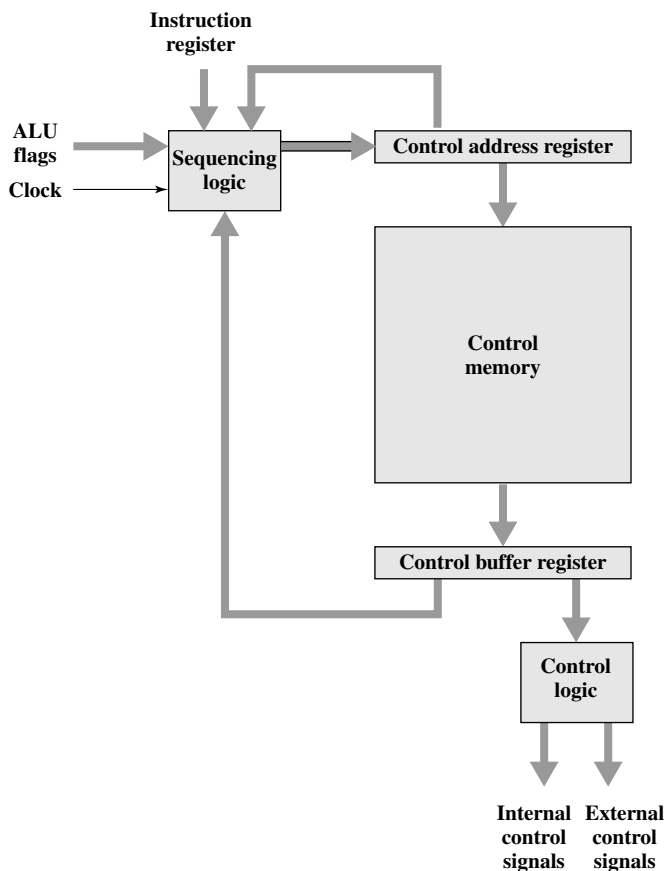 Instruction
register
ALU
flags
Clock
Sequencing
logic
Control address register
Control
memory
Control buffer register
Control
logic
Internal
control
signals
External
control
signals